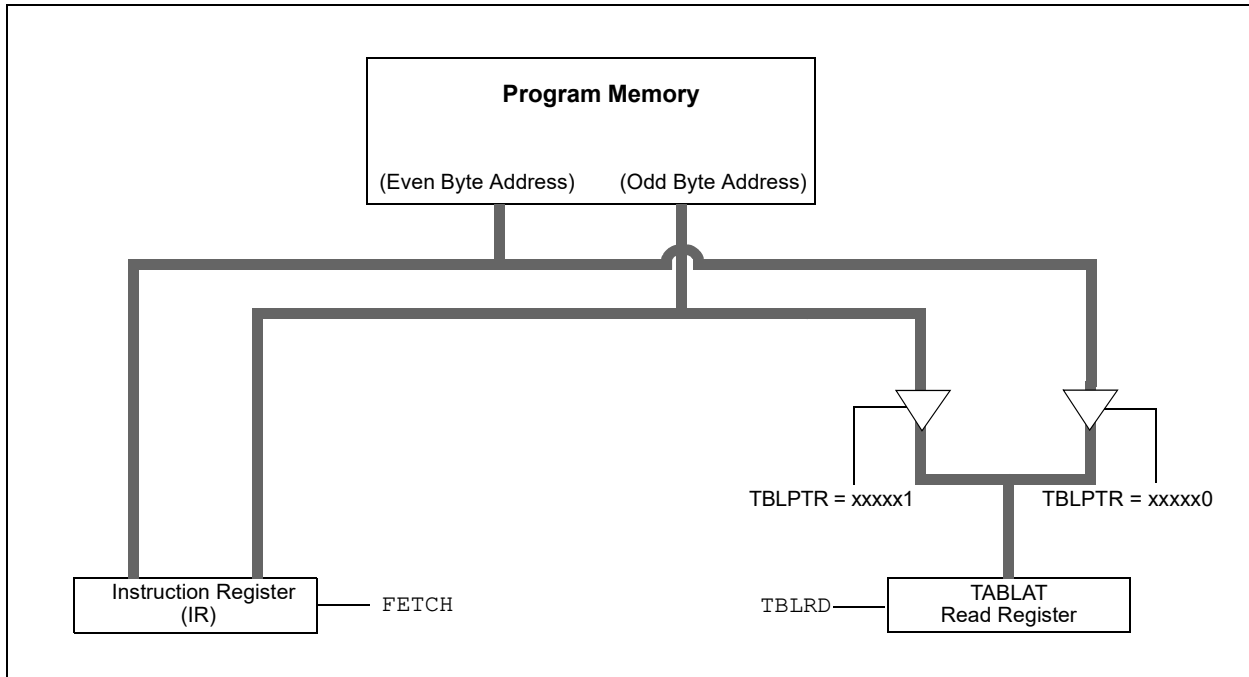 Program Memory
(Even Byte Address) (Odd Byte Address)
TBLPTR = xxxxx1
TBLPTR = xxxxx0
Instruction Register
(IR)
FETCH
TBLRD
TABLAT
Read Register